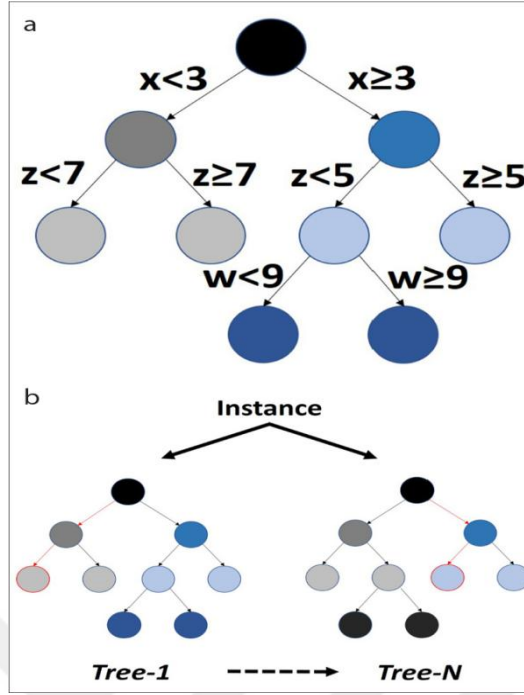 a
x<3 x≥3
z<7 z≥7 z<5 z≥5
w<9 w≥9
b
Instance
Tree-1 Tree-N